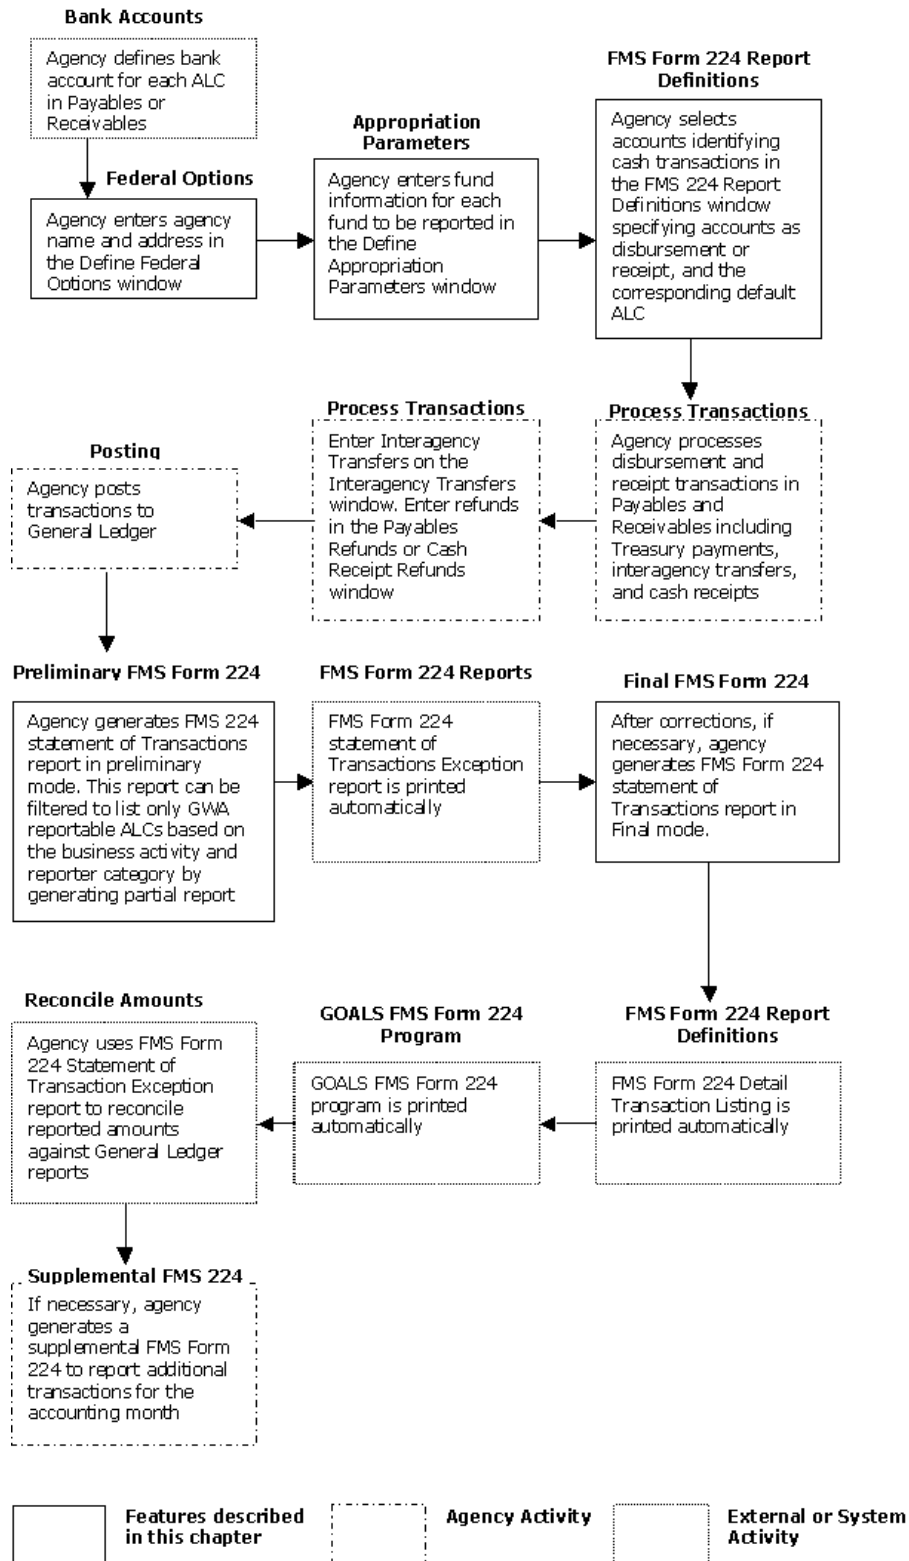 Bank Accounts
Agency defines bank
account for each ALC
in Payables or
Receivables
Federal Options
Agency enters agency
name and address in
the Define Federal
Options window
Appropriation
Parameters
Agency enters fund
information for each
fund to be reported in
the Define
Appropriation
Parameters window
FMS Form 224 Report
Definitions
Agency selects
accounts identifying
cash transactions in
the FMS 224 Report
Definitions window
specifying accounts as
disbursement or
receipt, and the
corresponding default
ALC
Process Transactions
Agency processes
disbursement and
receipt transactions in
Payables and
Receivables including
Treasury payments,
interagency transfers,
and cash receipts
Process Transactions
Enter Interagency
Transfers on the
Interagency Transfers
window. Enter refunds
in the Payables
Refunds or Cash
Receipt Refunds
window
Posting
Agency posts
transactions to
General Ledger
Preliminary FMS Form 224
Agency generates FMS 224
statement of Transactions
report in preliminary
mode. This report can be
filtered to list only GWA
reportable ALCs based on
the business activity and
reporter category by
generating partial report
FMS Form 224 Reports
FMS Form 224
statement of
Transactions Exception
report is printed
automatically
Final FMS Form 224
After corrections, if
necessary, agency
generates FMS Form 224
statement of
Transactions report in
Final mode.
FMS Form 224 Report
Definitions
FMS Form 224 Detail
Transaction Listing is
printed automatically
GOALS FMS Form 224
Program
GOALS FMS Form 224
program is printed
automatically
Reconcile Amounts
Agency uses FMS Form
224 Statement of
Transaction Exception
report to reconcile
reported amounts
against General Ledger
reports
Supplemental FMS 224
If necessary, agency
generates a
supplemental FMS Form
224 to report additional
transactions for the
accounting month
Features described
in this chapter
Agency Activity
External or System
Activity